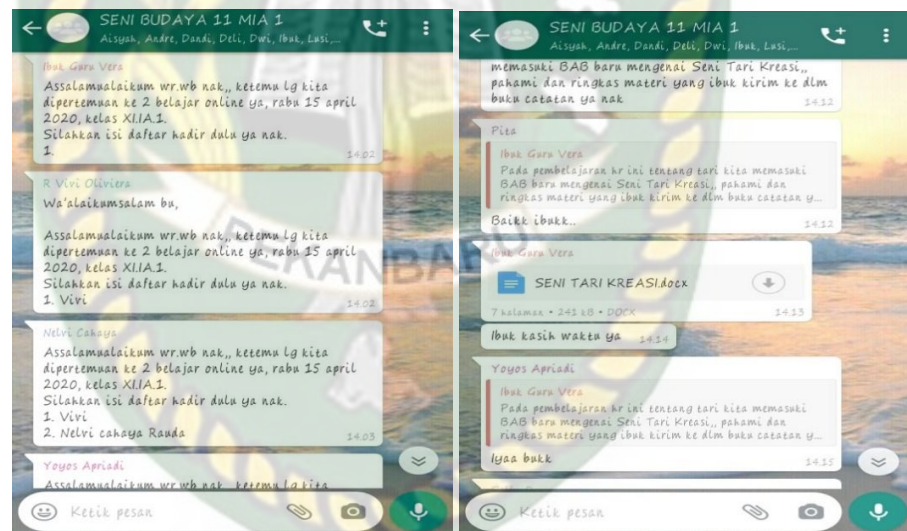 SENI BUDAYA 11 MIA 1
Aisyah, Andre, Dandi, Deli, Dwi, Ibuk, Lusi,...
Ibuk Guru Vera
Assalamualaikum wr.wb nak,, ketemu lg kita
dipertemuan ke 2 belajar online ya, rabu 15 april
2020, kelas XI.IA.1.
Silahkan isi daftar hadir dulu ya nak.
1.
14.02
R Vivi Oliviera
Wa'alaikumsalam bu,
Assalamualaikum wr.wb nak,, ketemu lg kita
dipertemuan ke 2 belajar online ya, rabu 15 april
2020, kelas XI.IA.1.
Silahkan isi daftar hadir dulu ya nak.
1. Vivi
14.02
Nelvi Cahaya
Assalamualaikum wr.wb nak,, ketemu lg kita
dipertemuan ke 2 belajar online ya, rabu 15 april
2020, kelas XI.IA.1.
Silahkan isi daftar hadir dulu ya nak.
1. Vivi
2. Nelvi cahaya Rauda
14.03
Yoyos Apriadi
Assalamualaikum wr.wb nak,, ketemu lg kita
Ketik pesan
SENI BUDAYA 11 MIA 1
Aisyah, Andre, Dandi, Deli, Dwi, Ibuk, Lusi,...
memasuki BAB baru mengenai Seni Tari Kreasi,,
pahami dan ringkas materi yang ibuk kirim ke dlm
buku catatan ya nak
14.12
Pita
Ibuk Guru Vera
Pada pembelajaran hr ini tentang tari kita memasuki
BAB baru mengenai Seni Tari Kreasi,, pahami dan
ringkas materi yang ibuk kirim ke dlm buku catatan y...
Baikk ibukk..
14.12
Ibuk Guru Vera
SENI TARI KREASI.docx
7 halaman • 241 kB • DOCX
14.13
Ibuk kasih waktu ya
14.14
Yoyos Apriadi
Ibuk Guru Vera
Pada pembelajaran hr ini tentang tari kita memasuki
BAB baru mengenai Seni Tari Kreasi,, pahami dan
ringkas materi yang ibuk kirim ke dlm buku catatan y...
Iyaa bukk
14.15
Ketik pesan
PEKANBARU